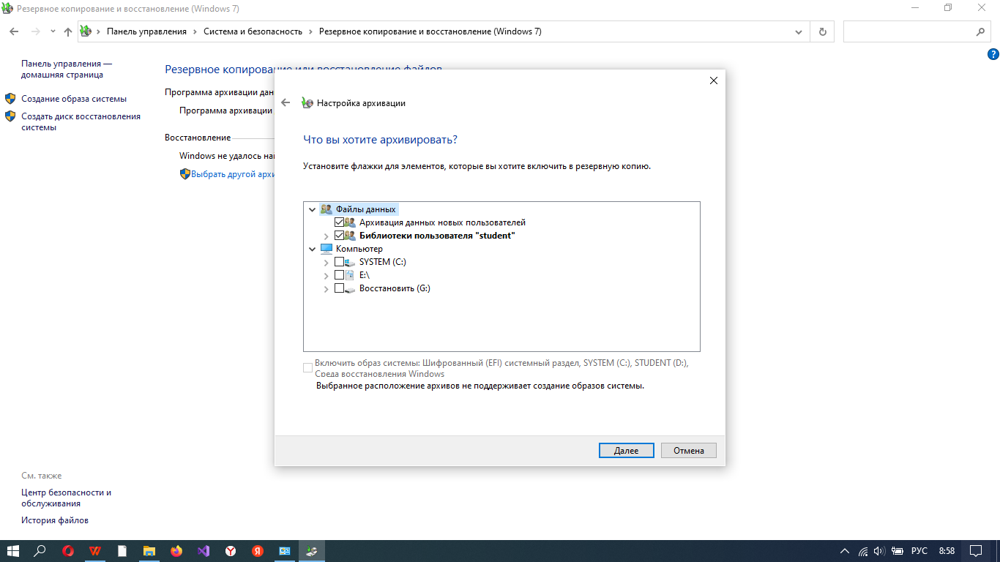 Резервное копирование и восстановление (Windows 7)
Панель управления
Система и безопасность
Резервное копирование и восстановление (Windows 7)
Панель управления —
домашняя страница
Создание образа системы
Создать диск восстановления
системы
Резервное копирование или восстановление файлов
Программа архивации дан
Программа архивации
Восстановление
Windows не удалось на
Выбрать другой архи
Настройка архивации
Что вы хотите архивировать?
Установите флажки для элементов, которые вы хотите включить в резервную копию.
Файлы данных
Архивация данных новых пользователей
Библиотеки пользователя "student"
Компьютер
SYSTEM (C:)
E:\
Восстановить (G:)
Включить образ системы: Шифрованный (EFI) системный раздел, SYSTEM (C:), STUDENT (D:),
Среда восстановления Windows
Выбранное расположение архивов не поддерживает создание образов системы.
Далее
Отмена
См. также
Центр безопасности и
обслуживания
История файлов
РУС
8:58